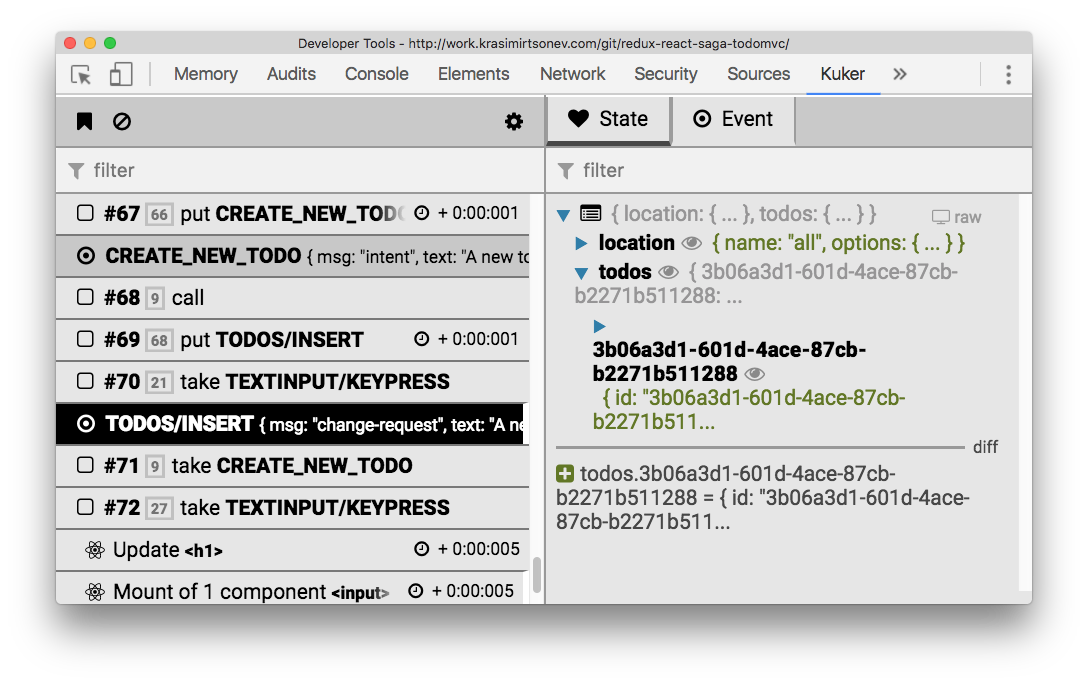 Developer Tools - http://work.krasimirtsonev.com/git/redux-react-saga-todomvc/
Memory Audits Console Elements Network Security Sources Kuker »
State Event
filter
#67 66 put CREATE_NEW_TODO + 0:00:001
CREATE_NEW_TODO { msg: "intent", text: "A new to
#68 9 call
#69 68 put TODOS/INSERT + 0:00:001
#70 21 take TEXTINPUT/KEYPRESS
TODOS/INSERT { msg: "change-request", text: "A ne
#71 9 take CREATE_NEW_TODO
#72 27 take TEXTINPUT/KEYPRESS
Update <h1> + 0:00:005
Mount of 1 component <input> + 0:00:005
filter
{ location: { ... }, todos: { ... } } raw
location { name: "all", options: { ... } }
todos { 3b06a3d1-601d-4ace-87cb-
b2271b511288: ...
3b06a3d1-601d-4ace-87cb-
b2271b511288
{ id: "3b06a3d1-601d-4ace-87cb-
b2271b511...
diff
todos.3b06a3d1-601d-4ace-87cb-
b2271b511288 = { id: "3b06a3d1-601d-4ace-
87cb-b2271b511...